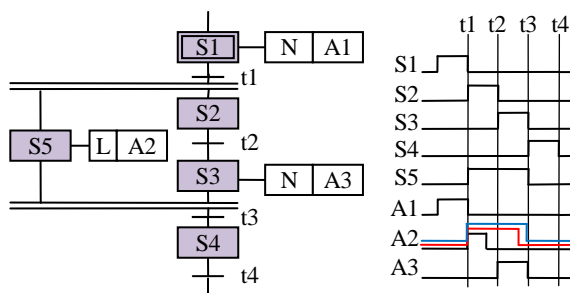 S1 N A1
t1
S2
t2
S5 L A2
S3 N A3
t3
S4
t4
t1 t2 t3 t4
S1
S2
S3
S4
S5
A1
A2
A3